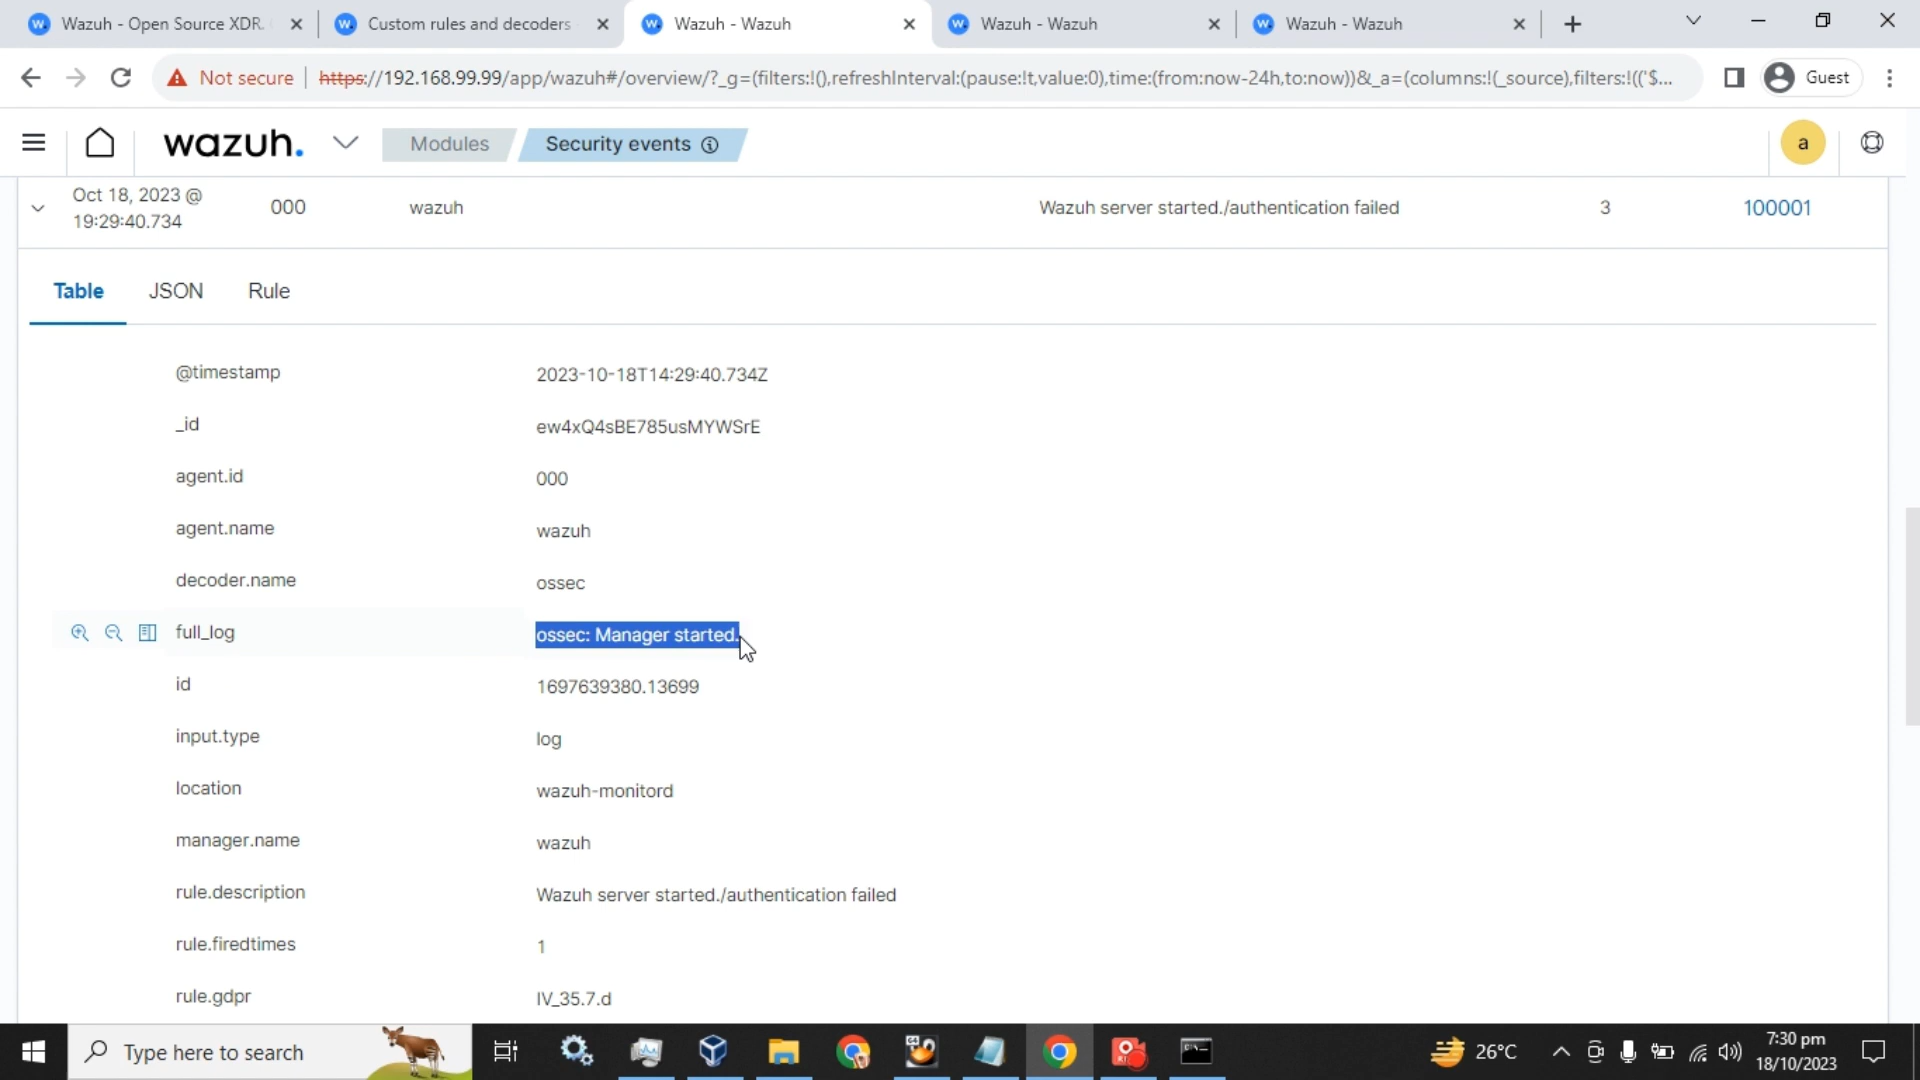 Wazuh - Open Source XDR.
Custom rules and decoders
Wazuh - Wazuh
Wazuh - Wazuh
Wazuh - Wazuh
Not secure
https://192.168.99.99/app/wazuh#/overview/?_g=(filters:!(),refreshInterval:(pause:!t,value:0),time:(from:now-24h,to:now))&_a=(columns:!(_source),filters:!(('$...
Guest
wazuh.
Modules
Security events
a
Oct 18, 2023 @
19:29:40.734
000
wazuh
Wazuh server started./authentication failed
3
100001
Table
JSON
Rule
@timestamp
2023-10-18T14:29:40.734Z
_id
ew4xQ4sBE785usMYWSrE
agent.id
000
agent.name
wazuh
decoder.name
ossec
full_log
ossec: Manager started.
id
1697639380.13699
input.type
log
location
wazuh-monitord
manager.name
wazuh
rule.description
Wazuh server started./authentication failed
rule.firedtimes
1
rule.gdpr
IV_35.7.d
Type here to search
64
26°C
7:30 pm
18/10/2023